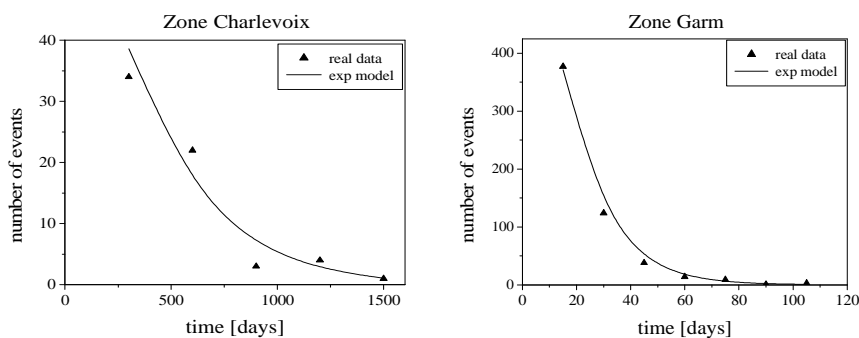 Zone Charlevoix
40
30
20
10
0
0
500
1000
1500
number of events
time [days]
real data
exp model
Zone Garm
400
300
200
100
0
0
20
40
60
80
100
120
number of events
time [days]
real data
exp model